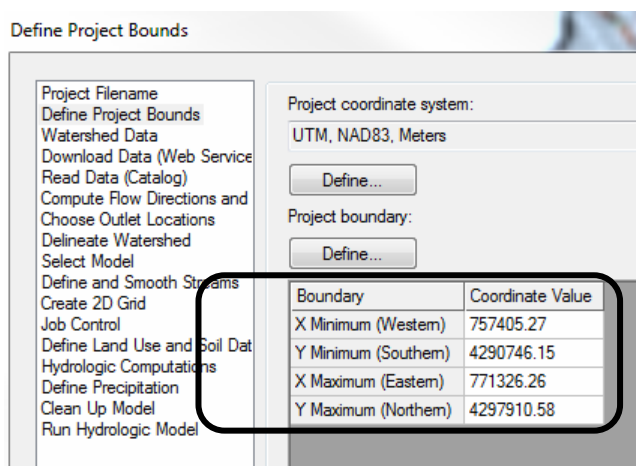 Define Project Bounds
Project Filename
Define Project Bounds
Watershed Data
Download Data (Web Service
Read Data (Catalog)
Compute Flow Directions and
Choose Outlet Locations
Delineate Watershed
Select Model
Define and Smooth Streams
Create 2D Grid
Job Control
Define Land Use and Soil Dat
Hydrologic Computations
Define Precipitation
Clean Up Model
Run Hydrologic Model
Project coordinate system:
UTM, NAD83, Meters
Define...
Project boundary:
Define...
Boundary Coordinate Value
X Minimum (Western) 757405.27
Y Minimum (Southern) 4290746.15
X Maximum (Eastern) 771326.26
Y Maximum (Northern) 4297910.58